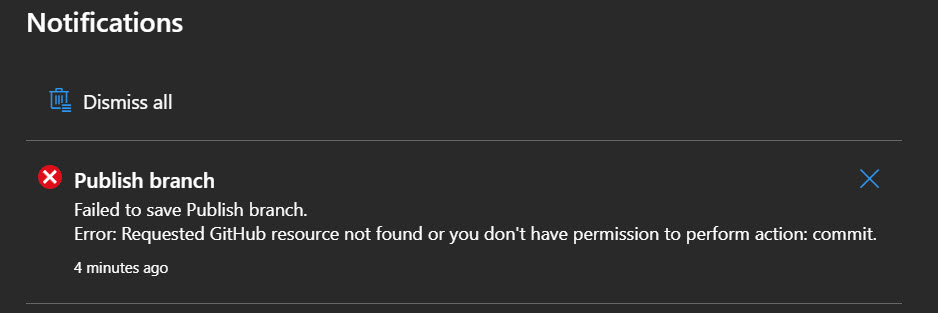 Notifications
Dismiss all
Publish branch
Failed to save Publish branch.
Error: Requested GitHub resource not found or you don't have permission to perform action: commit.
4 minutes ago